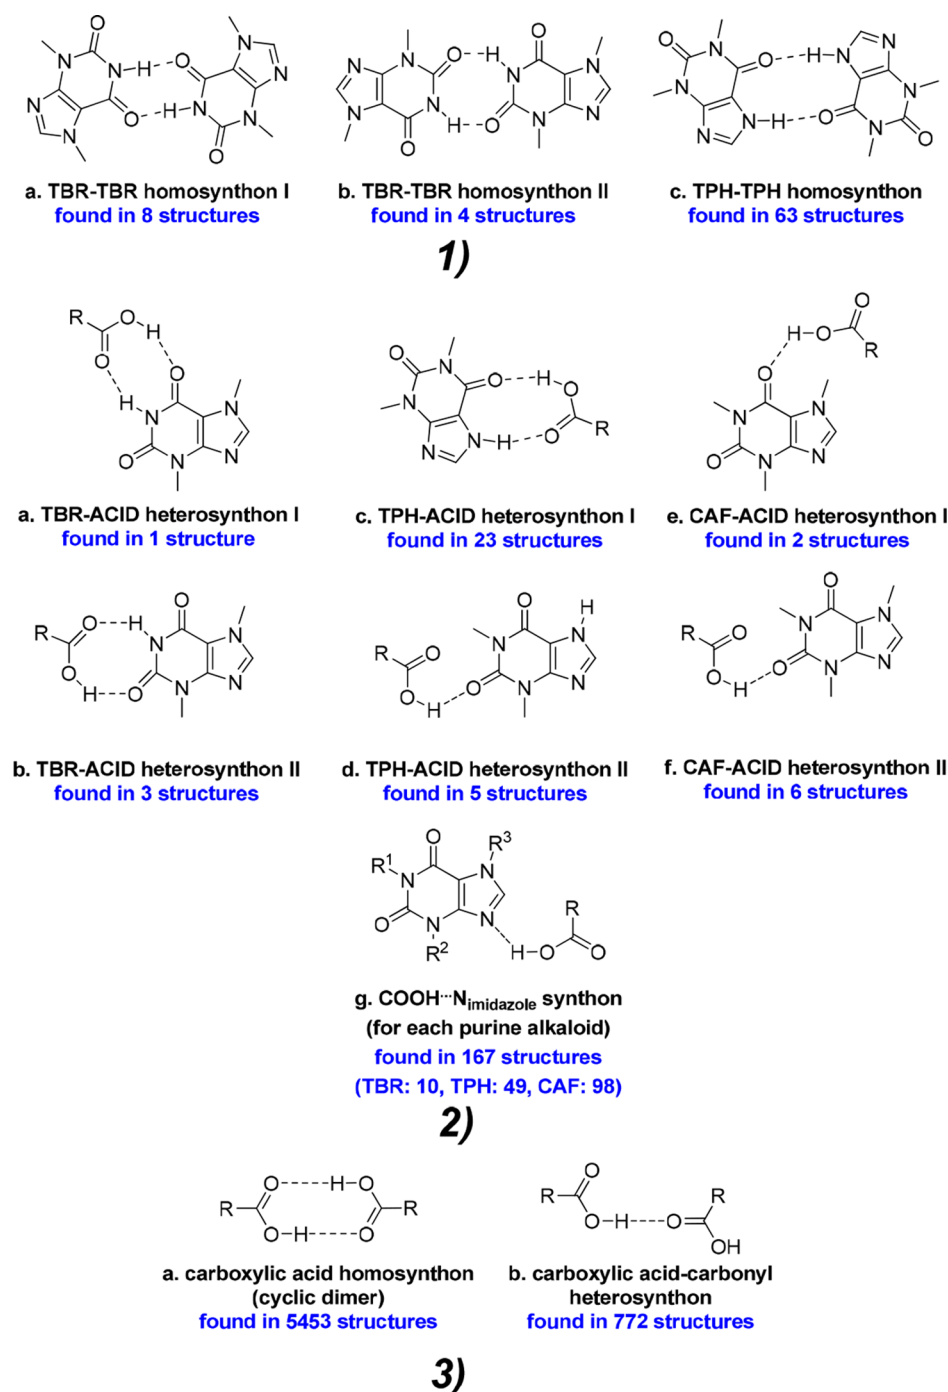 a. TBR-TBR homosynthon I
found in 8 structures
b. TBR-TBR homosynthon II
found in 4 structures
c. TPH-TPH homosynthon
found in 63 structures
1)
a. TBR-ACID heterosynthon I
found in 1 structure
c. TPH-ACID heterosynthon I
found in 23 structures
e. CAF-ACID heterosynthon I
found in 2 structures
b. TBR-ACID heterosynthon II
found in 3 structures
d. TPH-ACID heterosynthon II
found in 5 structures
f. CAF-ACID heterosynthon II
found in 6 structures
g. COOH···Nimidazole synthon
(for each purine alkaloid)
found in 167 structures
(TBR: 10, TPH: 49, CAF: 98)
2)
a. carboxylic acid homosynthon
(cyclic dimer)
found in 5453 structures
b. carboxylic acid-carbonyl
heterosynthon
found in 772 structures
3)